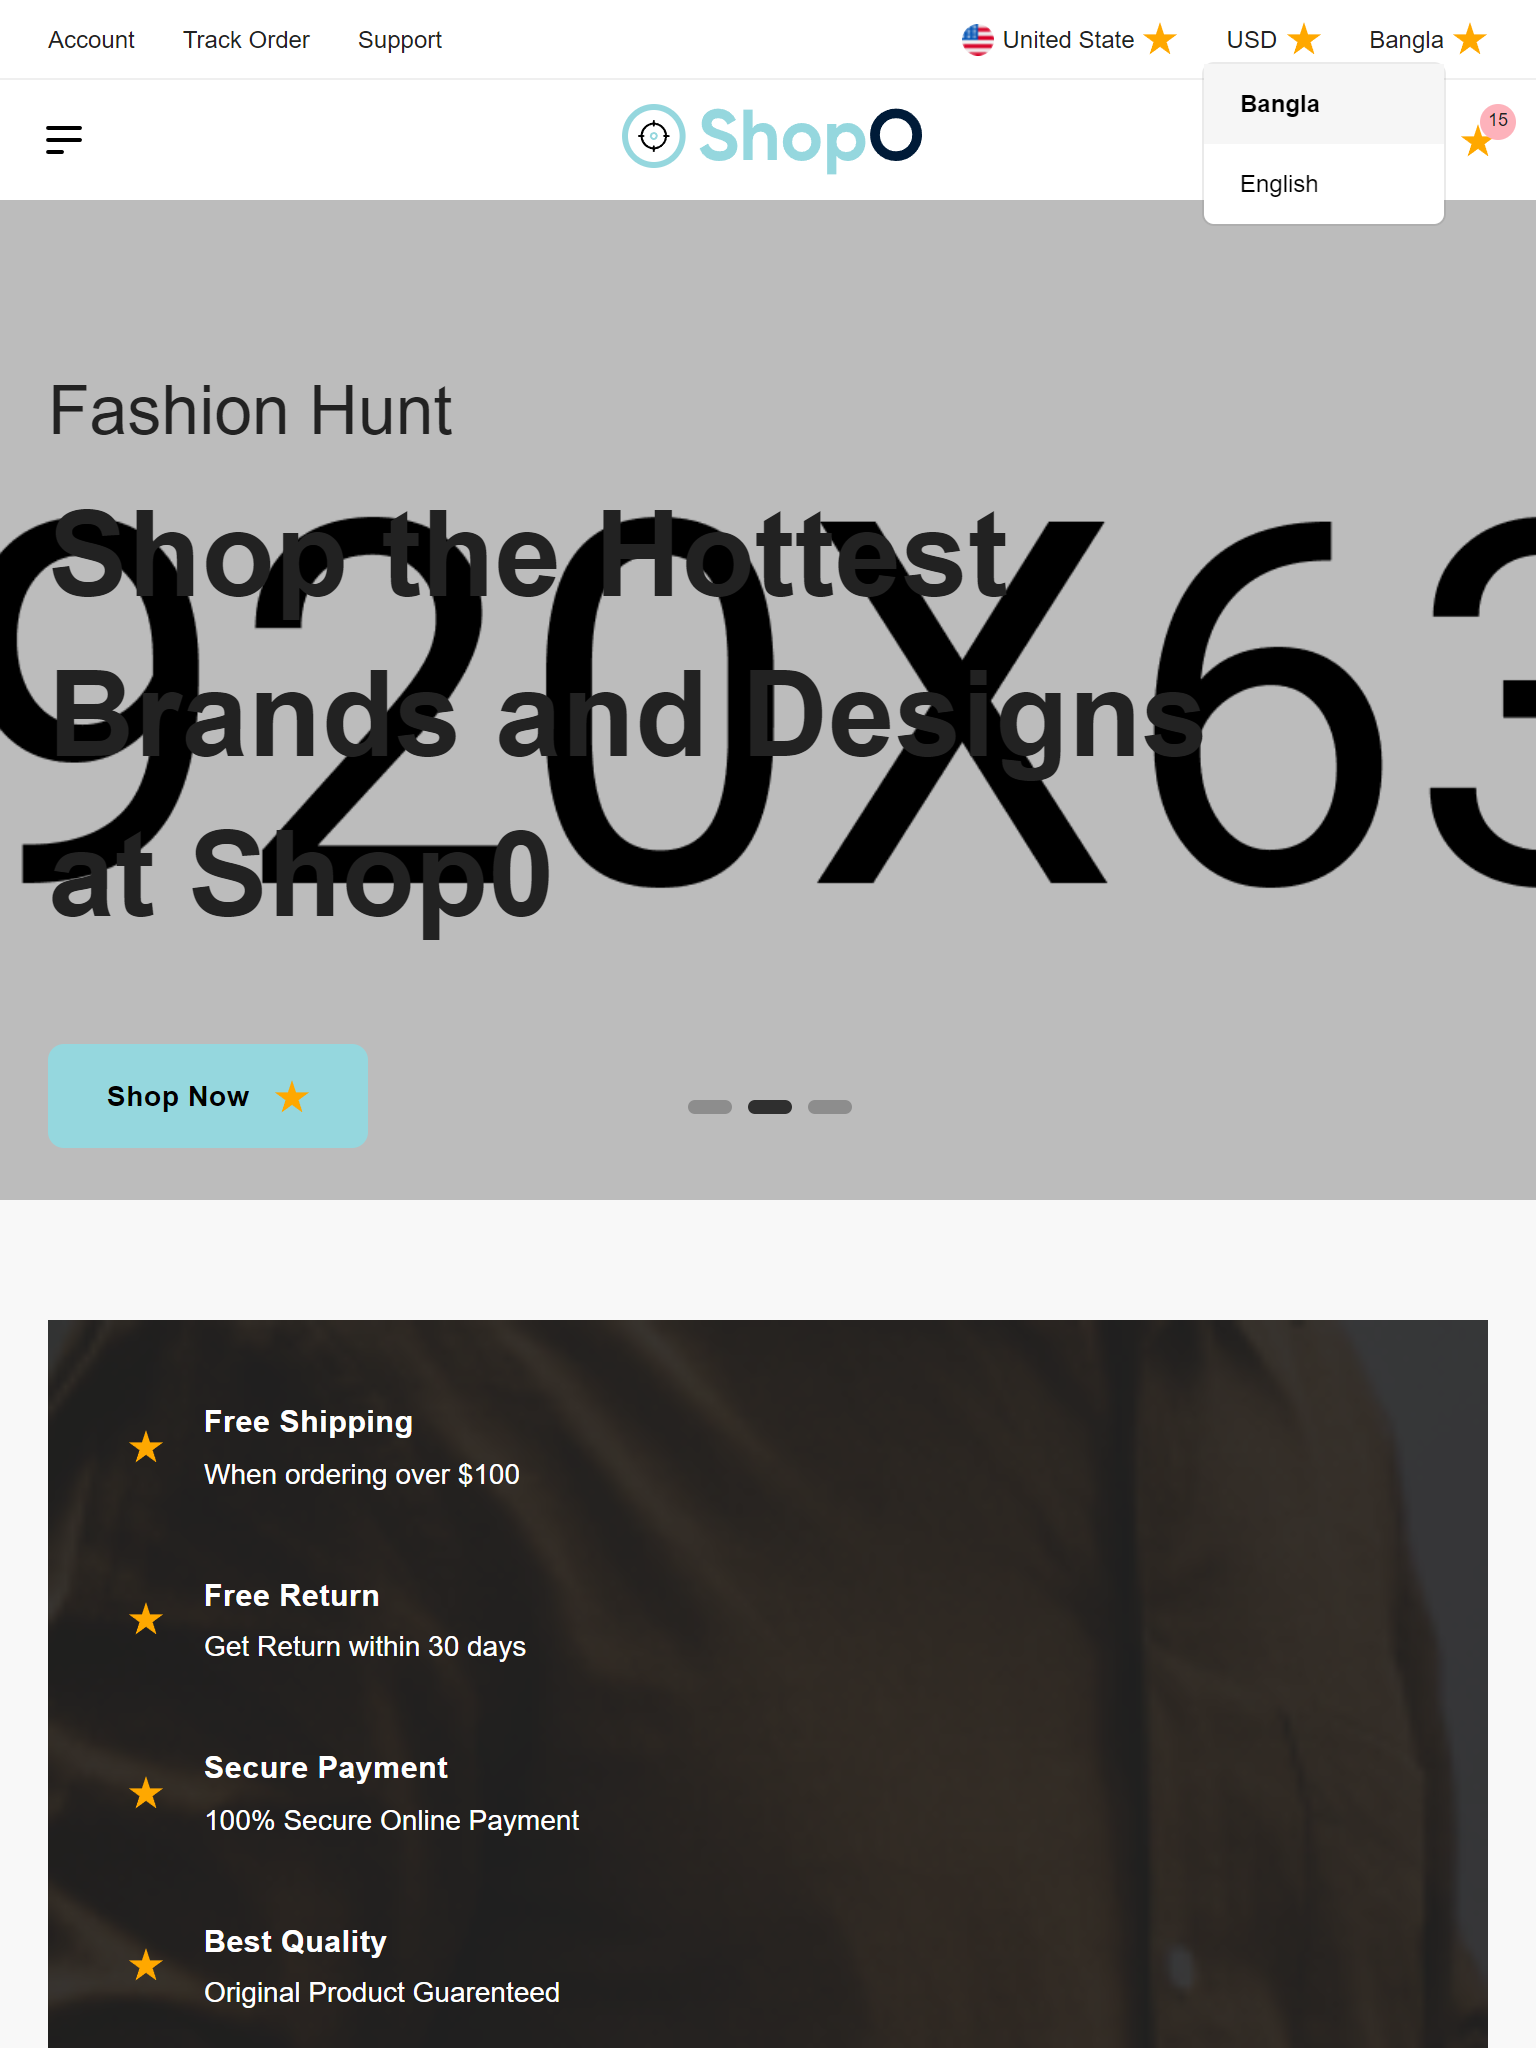 Account Track Order Support United State USD Bangla
Bangla
English
15
ShopO
Fashion Hunt
920X63
Shop the Hottest
Brands and Designs
at Shop0
Shop Now
Free Shipping
When ordering over $100
Free Return
Get Return within 30 days
Secure Payment
100% Secure Online Payment
Best Quality
Original Product Guarenteed